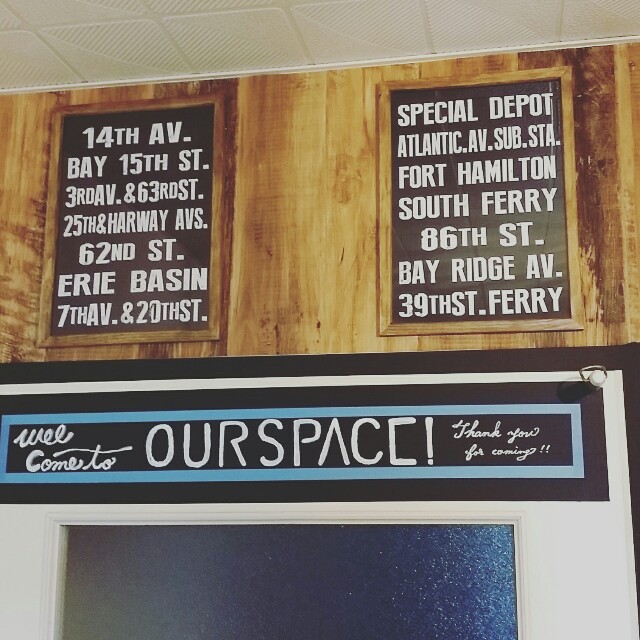 14TH AV.
BAY 15TH ST.
3RDAV.&63RDST.
25TH&HARWAY AVS.
62ND ST.
ERIE BASIN
7THAV.&20THST.
SPECIAL DEPOT
ATLANTIC.AV.SUB.STA.
FORT HAMILTON
SOUTH FERRY
86TH ST.
BAY RIDGE AV.
39THST.FERRY
Wel
Come to
OURSPACE!
Thank you
for coming!!